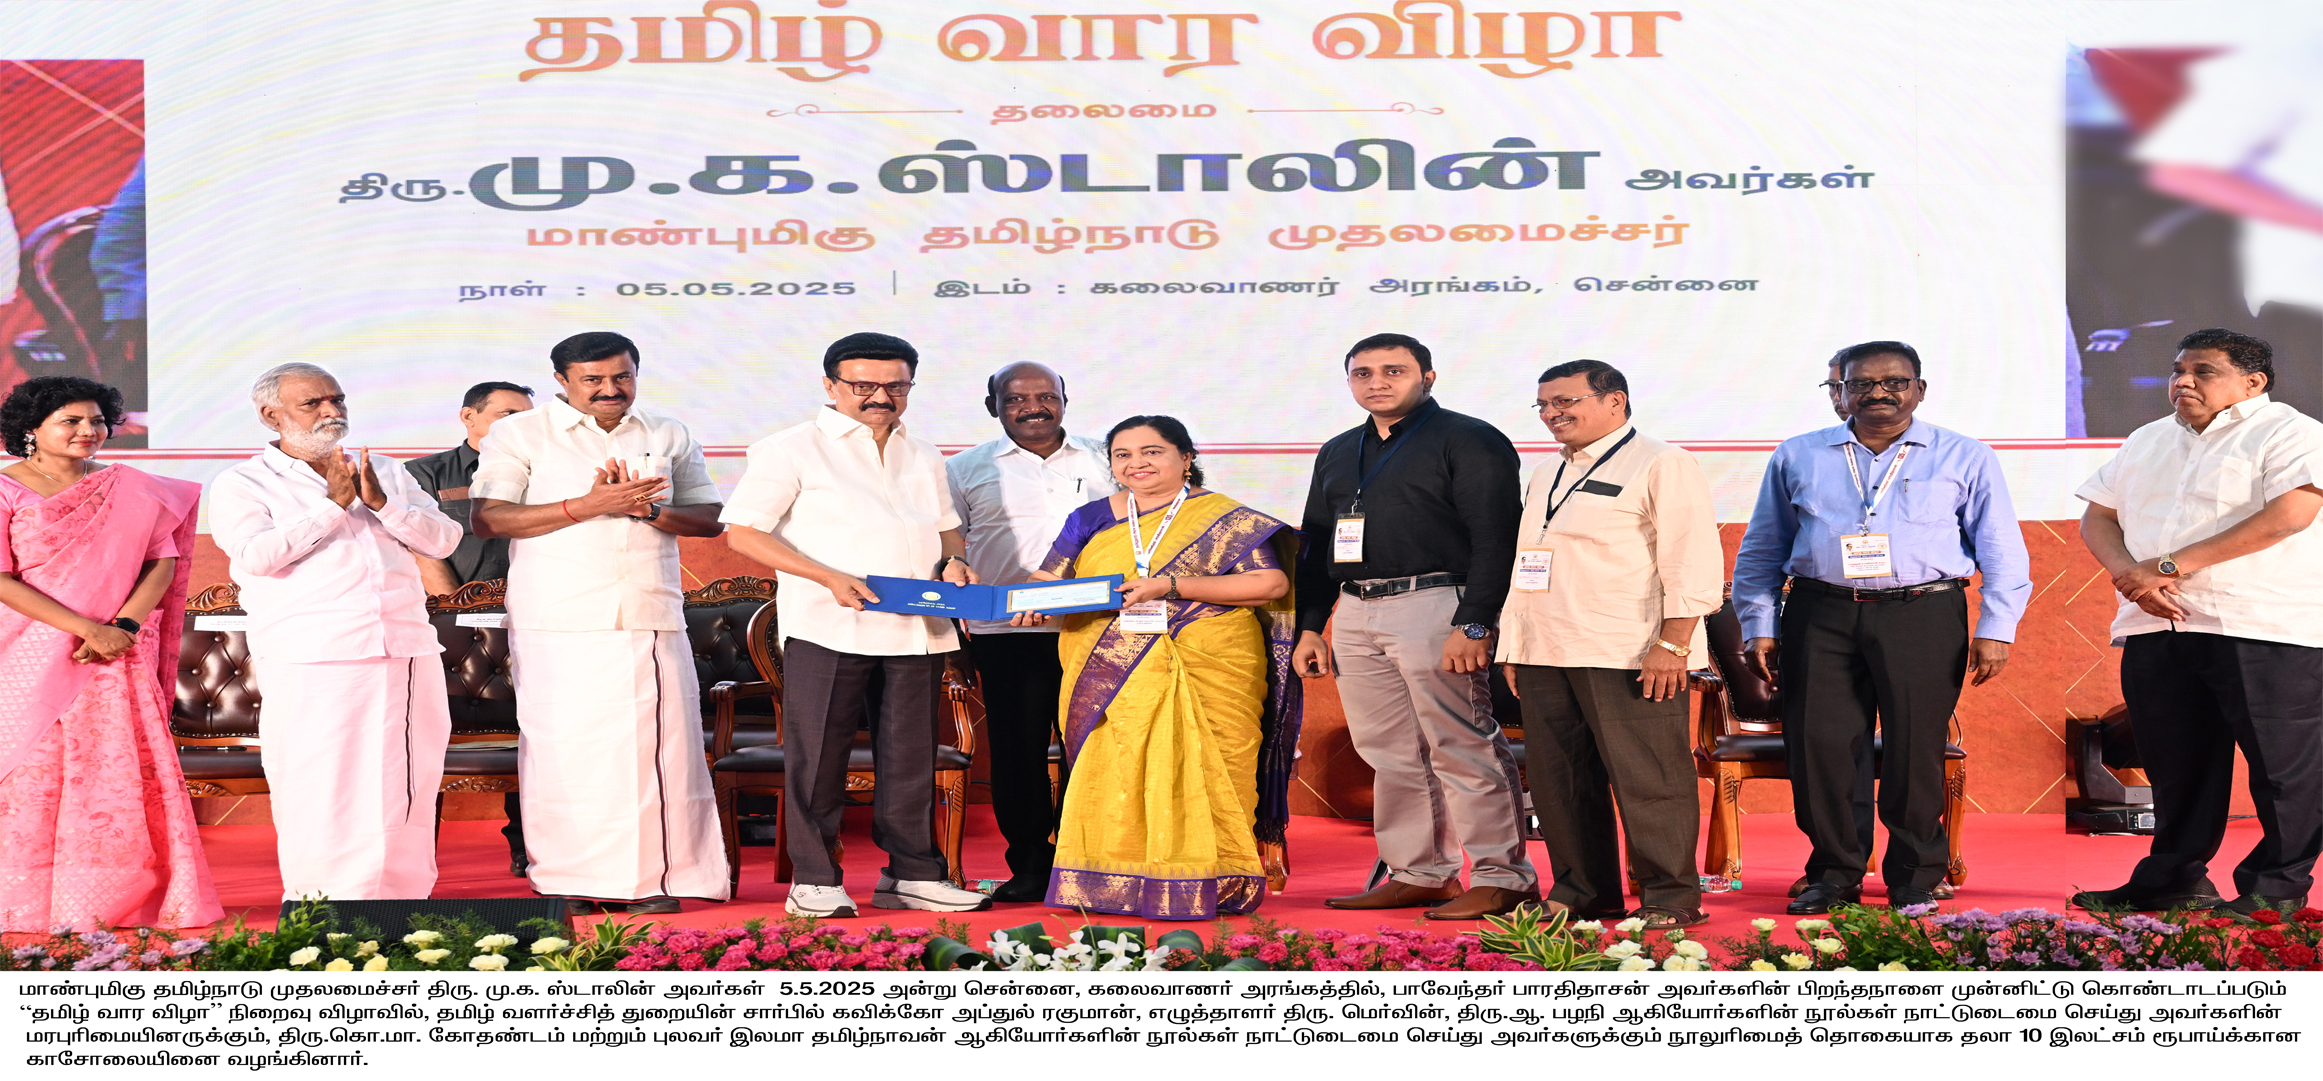 தமிழ் வார விழா
தலைமை
திரு.மு.க.ஸ்டாலின் அவர்கள்
மாண்புமிகு தமிழ்நாடு முதலமைச்சர்
நாள் : 05.05.2025 | இடம் : கலைவாணர் அரங்கம், சென்னை
மாண்புமிகு தமிழ்நாடு முதலமைச்சர் திரு. மு.க. ஸ்டாலின் அவர்கள் 5.5.2025 அன்று சென்னை, கலைவாணர் அரங்கத்தில், பாவேந்தர் பாரதிதாசன் அவர்களின் பிறந்தநாளை முன்னிட்டு கொண்டாடப்படும்
“தமிழ் வார விழா” நிறைவு விழாவில், தமிழ் வளர்ச்சித் துறையின் சார்பில் கவிக்கோ அப்துல் ரகுமான், எழுத்தாளர் திரு. மெர்வின், திரு.ஆ. பழநி ஆகியோர்களின் நூல்கள் நாட்டுடைமை செய்து அவர்களின்
மரபுரிமையினருக்கும், திரு.கொ.மா. கோதண்டம் மற்றும் புலவர் இலமா தமிழ்நாவன் ஆகியோர்களின் நூல்கள் நாட்டுடைமை செய்து அவர்களுக்கும் நூலுரிமைத் தொகையாக தலா 10 இலட்சம் ரூபாய்க்கான
காசோலையினை வழங்கினார்.